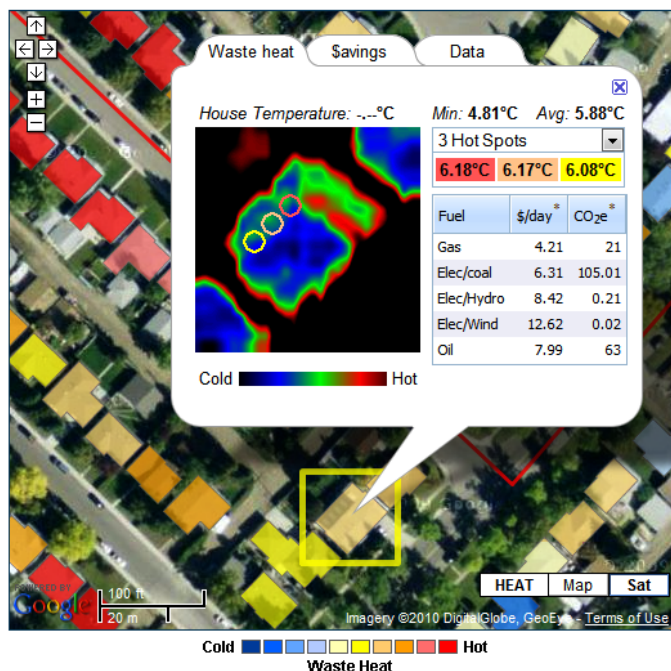 Waste heat
$avings
Data
House Temperature: -.--°C
Min: 4.81°C Avg: 5.88°C
3 Hot Spots
6.18°C 6.17°C 6.08°C
Fuel $/day* CO2e*
Gas 4.21 21
Elec/coal 6.31 105.01
Elec/Hydro 8.42 0.21
Elec/Wind 12.62 0.02
Oil 7.99 63
Cold Hot
HEAT Map Sat
POWERED BY
Google
100 ft
20 m
Imagery ©2010 DigitalGlobe, GeoEye - Terms of Use
Cold Hot
Waste Heat